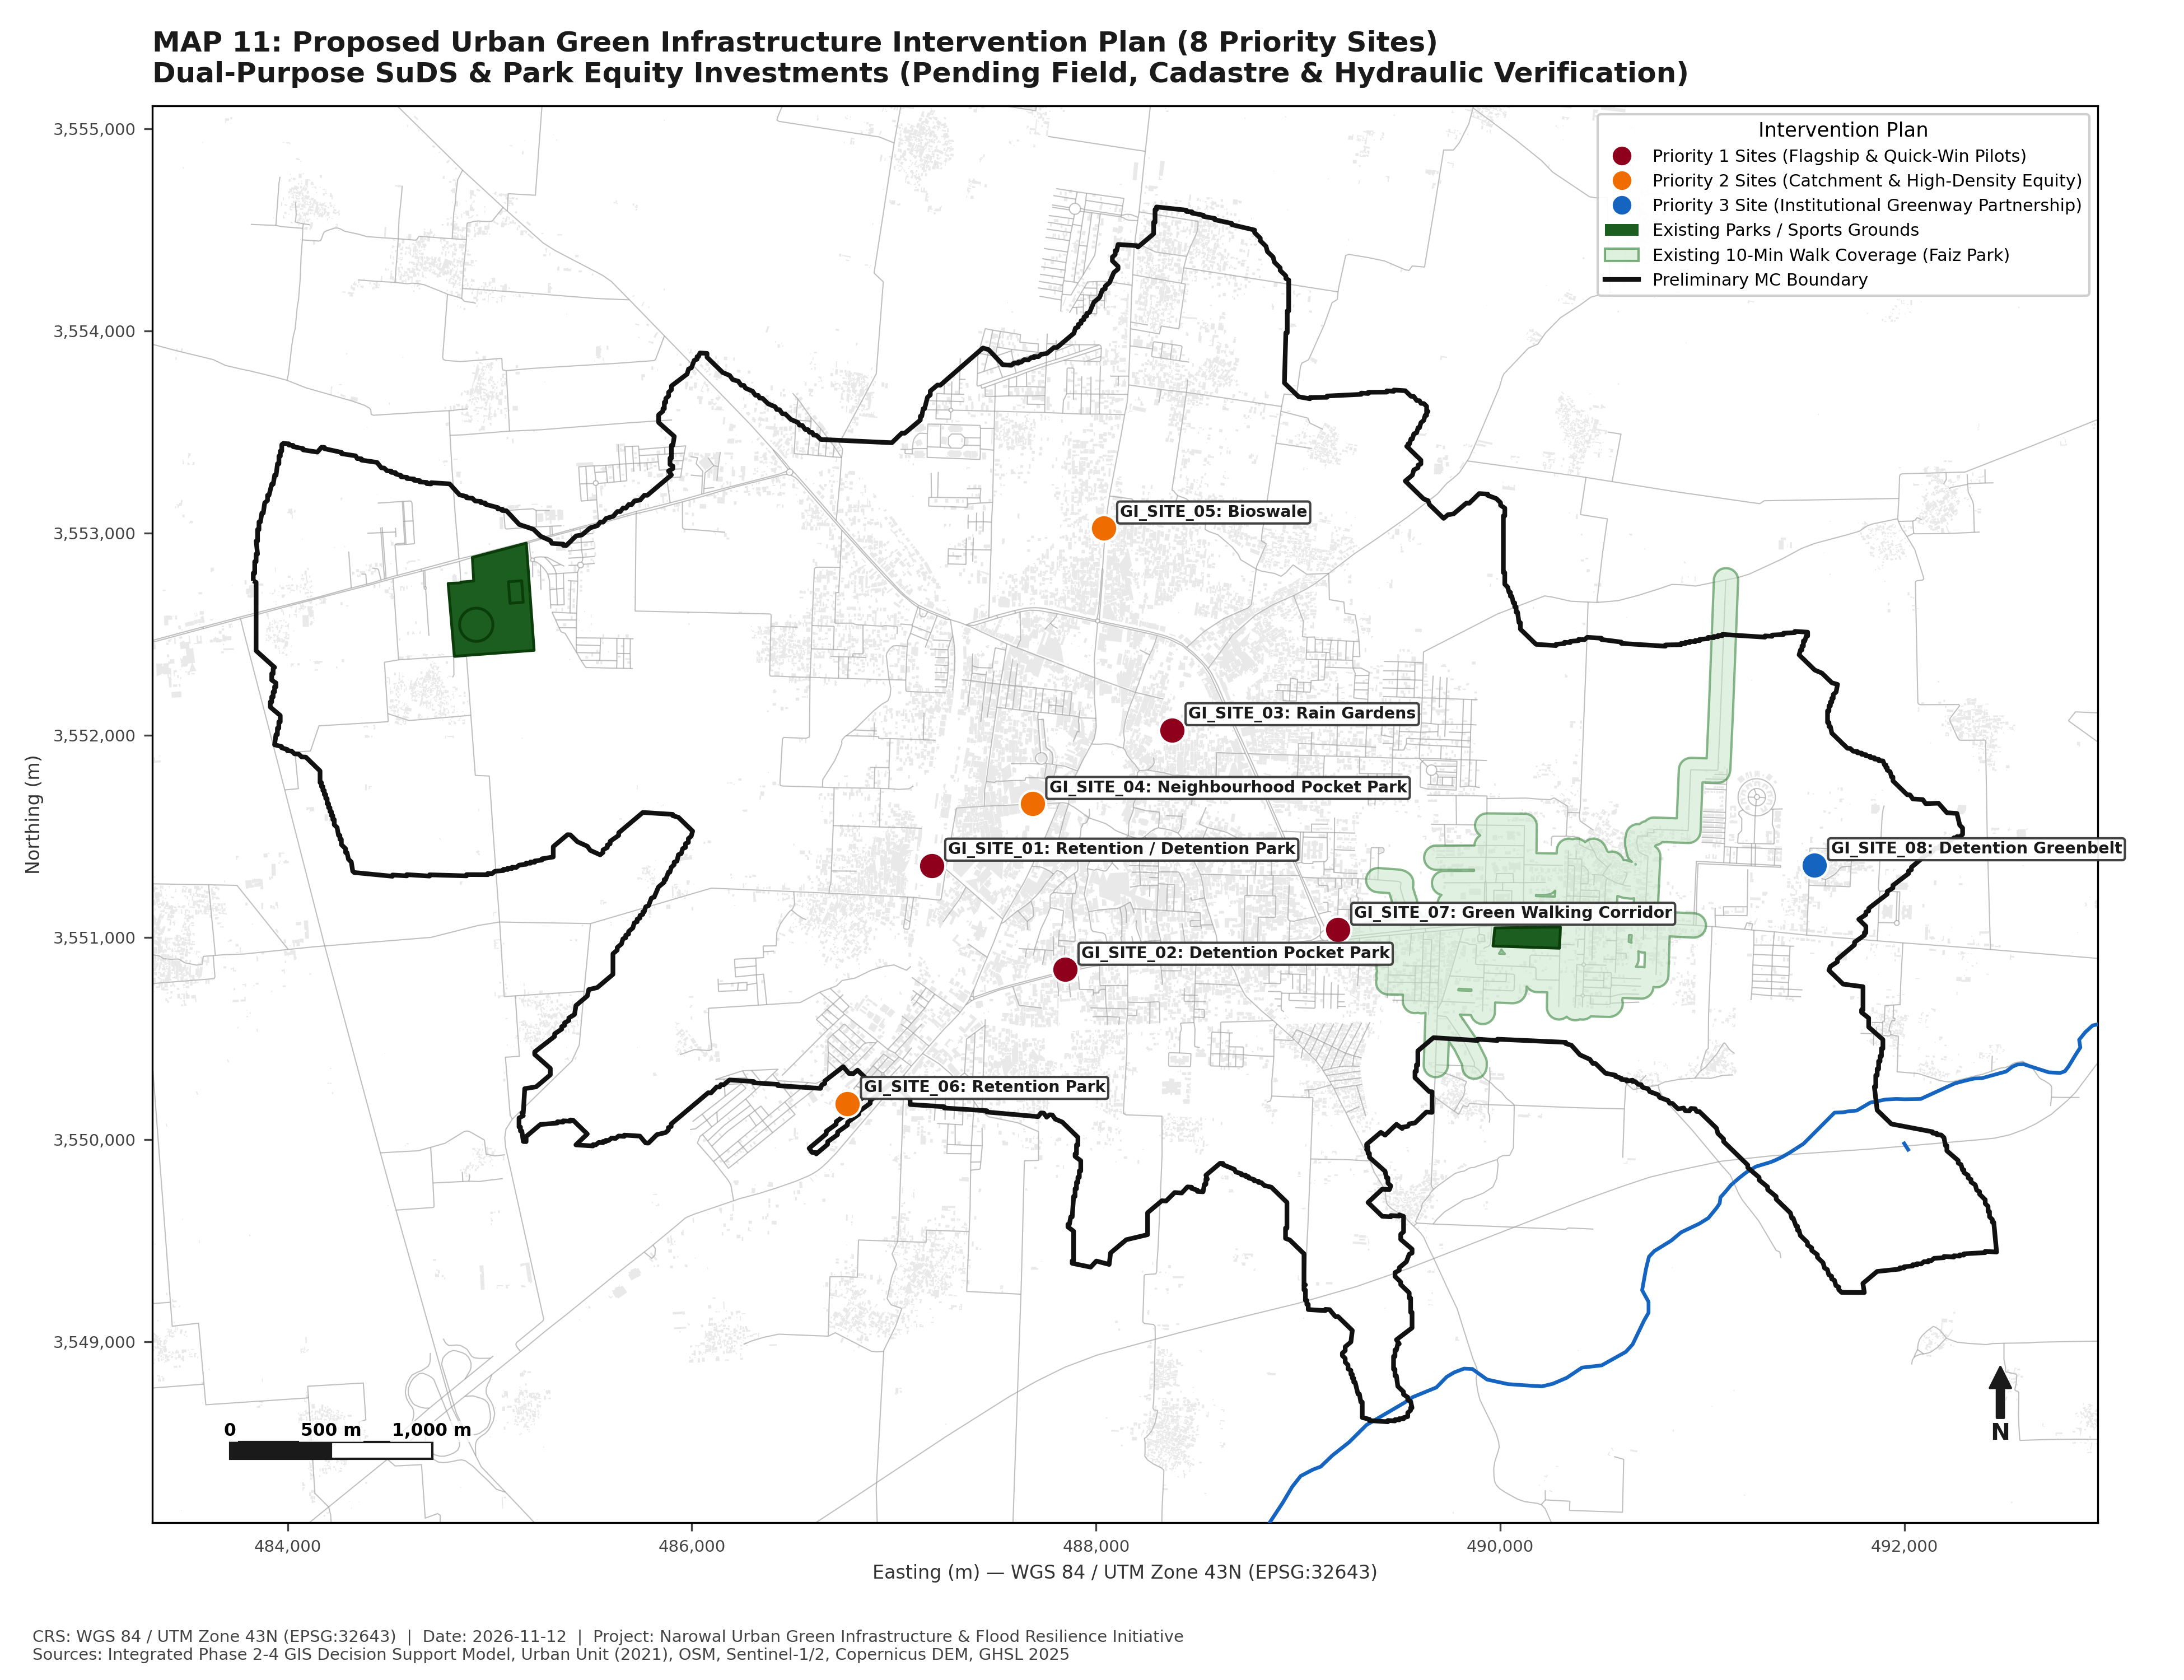 MAP 11: Proposed Urban Green Infrastructure Intervention Plan (8 Priority Sites)
Dual-Purpose SuDS & Park Equity Investments (Pending Field, Cadastre & Hydraulic Verification)
Intervention Plan
Priority 1 Sites (Flagship & Quick-Win Pilots)
Priority 2 Sites (Catchment & High-Density Equity)
Priority 3 Site (Institutional Greenway Partnership)
Existing Parks / Sports Grounds
Existing 10-Min Walk Coverage (Faiz Park)
Preliminary MC Boundary
3,555,000
3,554,000
3,553,000
3,552,000
3,551,000
3,550,000
3,549,000
Northing (m)
GI_SITE_05: Bioswale
GI_SITE_03: Rain Gardens
GI_SITE_04: Neighbourhood Pocket Park
GI_SITE_01: Retention / Detention Park
GI_SITE_08: Detention Greenbelt
GI_SITE_07: Green Walking Corridor
GI_SITE_02: Detention Pocket Park
GI_SITE_06: Retention Park
0 500 m 1,000 m
N
484,000 486,000 488,000 490,000 492,000
Easting (m) — WGS 84 / UTM Zone 43N (EPSG:32643)
CRS: WGS 84 / UTM Zone 43N (EPSG:32643) | Date: 2026-11-12 | Project: Narowal Urban Green Infrastructure & Flood Resilience Initiative
Sources: Integrated Phase 2-4 GIS Decision Support Model, Urban Unit (2021), OSM, Sentinel-1/2, Copernicus DEM, GHSL 2025